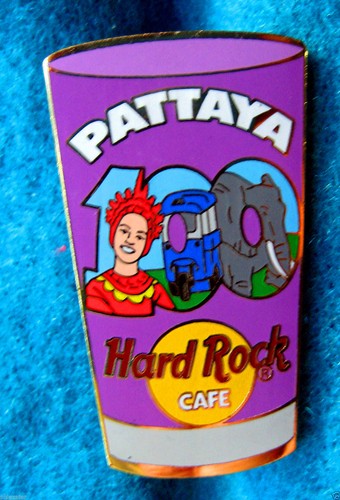 PATTAYA
100
Hard Rock ®
CAFE